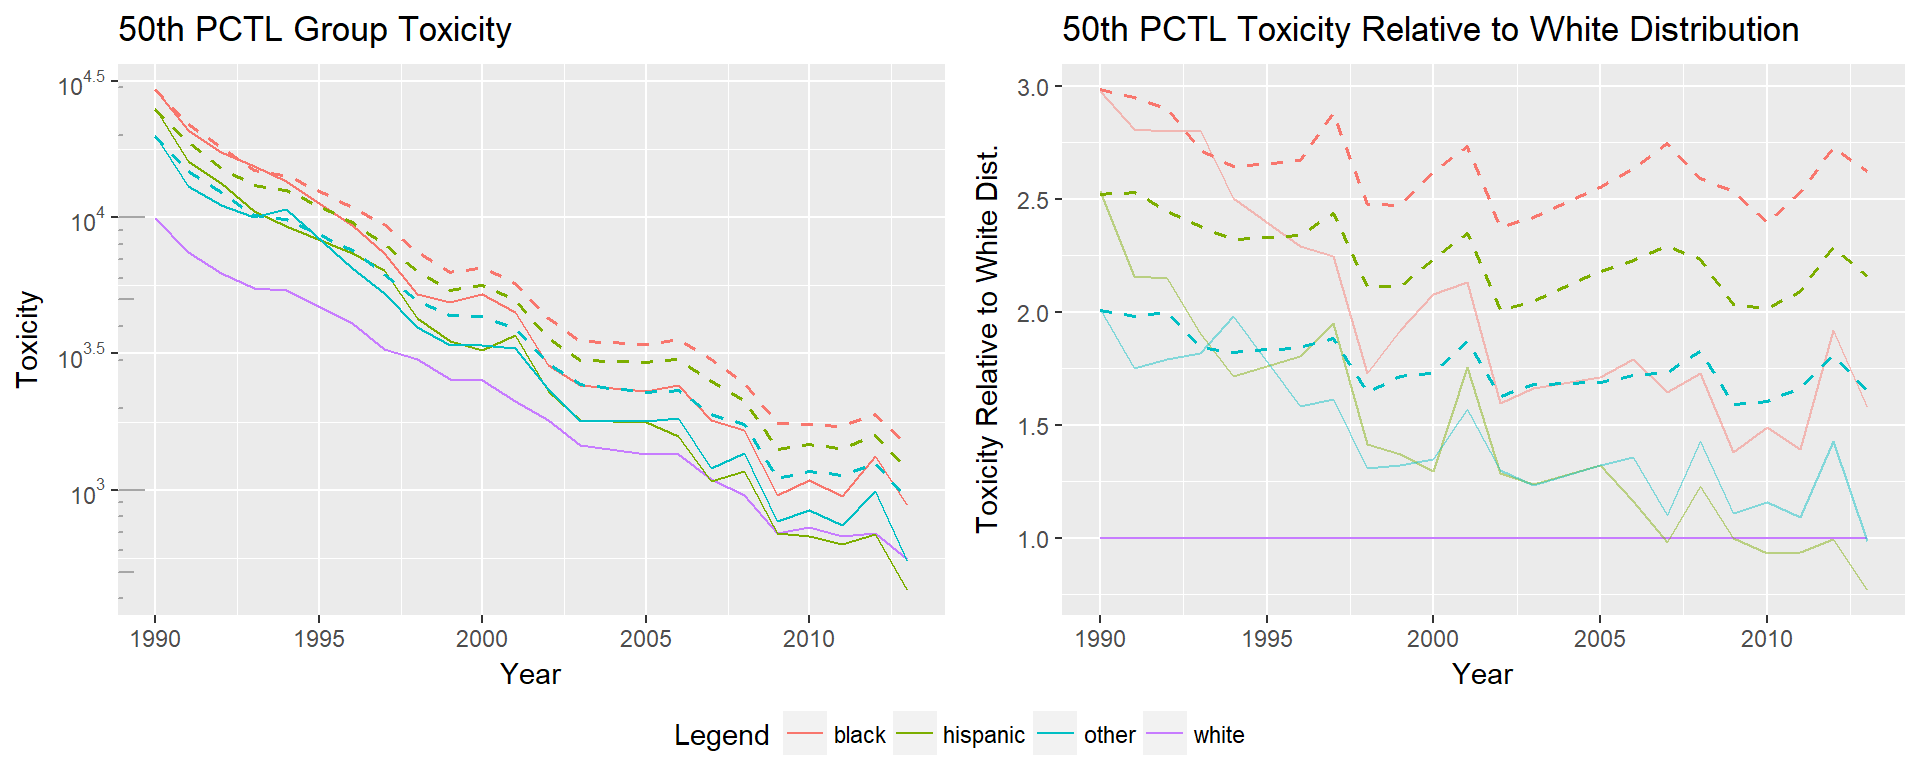 50th PCTL Group Toxicity
Toxicity
10^4.5
10^4
10^3.5
10^3
1990 1995 2000 2005 2010
Year
50th PCTL Toxicity Relative to White Distribution
Toxicity Relative to White Dist.
3.0
2.5
2.0
1.5
1.0
1990 1995 2000 2005 2010
Year
Legend black hispanic other white